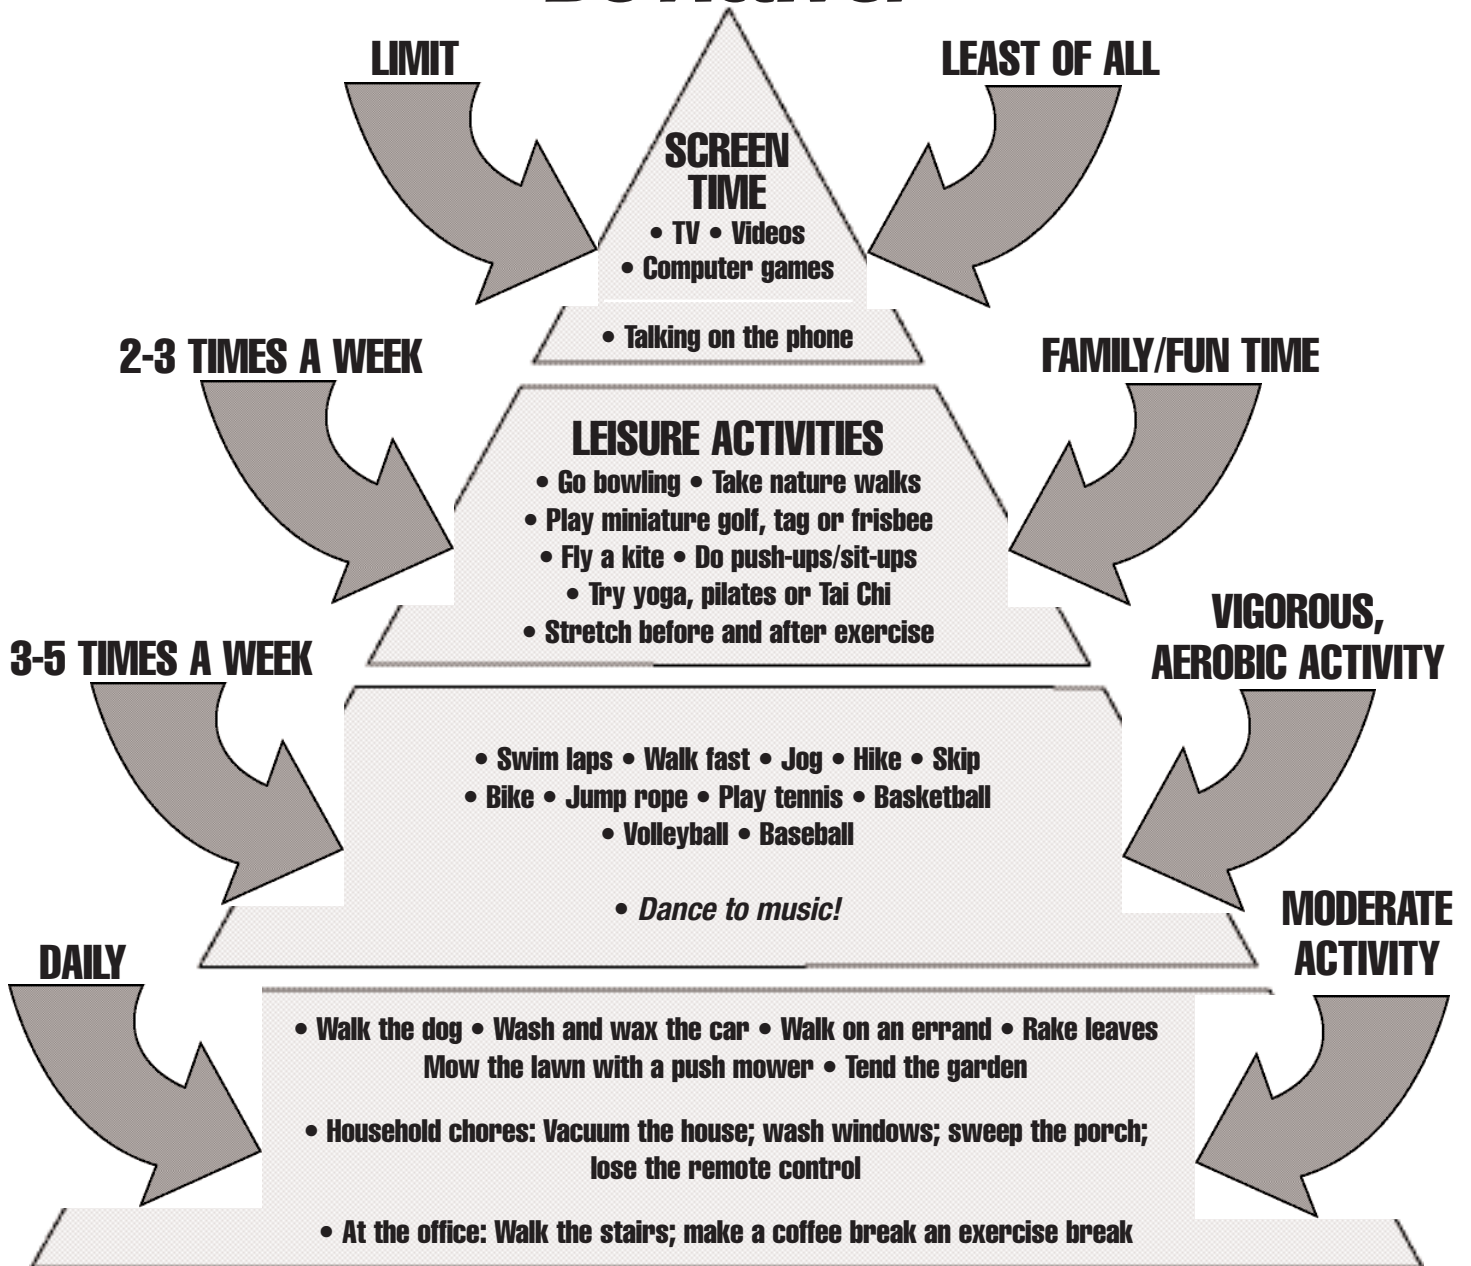 LIMIT
LEAST OF ALL
SCREEN
TIME
• TV • Videos
• Computer games
• Talking on the phone
2-3 TIMES A WEEK
FAMILY/FUN TIME
LEISURE ACTIVITIES
• Go bowling • Take nature walks
• Play miniature golf, tag or frisbee
• Fly a kite • Do push-ups/sit-ups
• Try yoga, pilates or Tai Chi
• Stretch before and after exercise
3-5 TIMES A WEEK
VIGOROUS,
AEROBIC ACTIVITY
• Swim laps • Walk fast • Jog • Hike • Skip
• Bike • Jump rope • Play tennis • Basketball
• Volleyball • Baseball
• Dance to music!
DAILY
MODERATE
ACTIVITY
• Walk the dog • Wash and wax the car • Walk on an errand • Rake leaves
Mow the lawn with a push mower • Tend the garden
• Household chores: Vacuum the house; wash windows; sweep the porch;
lose the remote control
• At the office: Walk the stairs; make a coffee break an exercise break